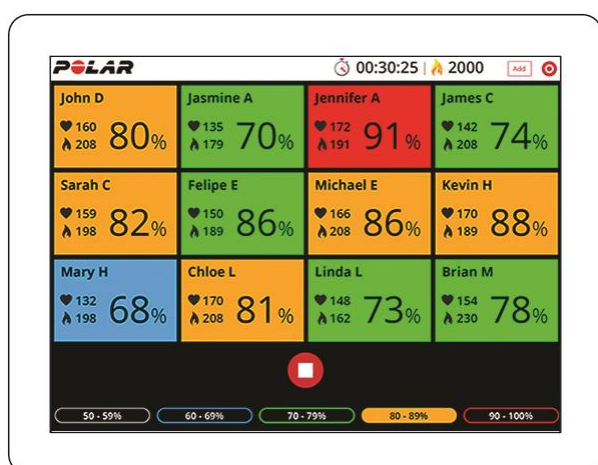 POLAR 00:30:25 | 2000 Add
John D
160
208
80%
Jasmine A
135
179
70%
Jennifer A
172
191
91%
James C
142
208
74%
Sarah C
159
198
82%
Felipe E
150
189
86%
Michael E
166
208
86%
Kevin H
170
189
88%
Mary H
132
198
68%
Chloe L
170
208
81%
Linda L
148
162
73%
Brian M
154
230
78%
50 - 59% 60 - 69% 70 - 79% 80 - 89% 90 - 100%